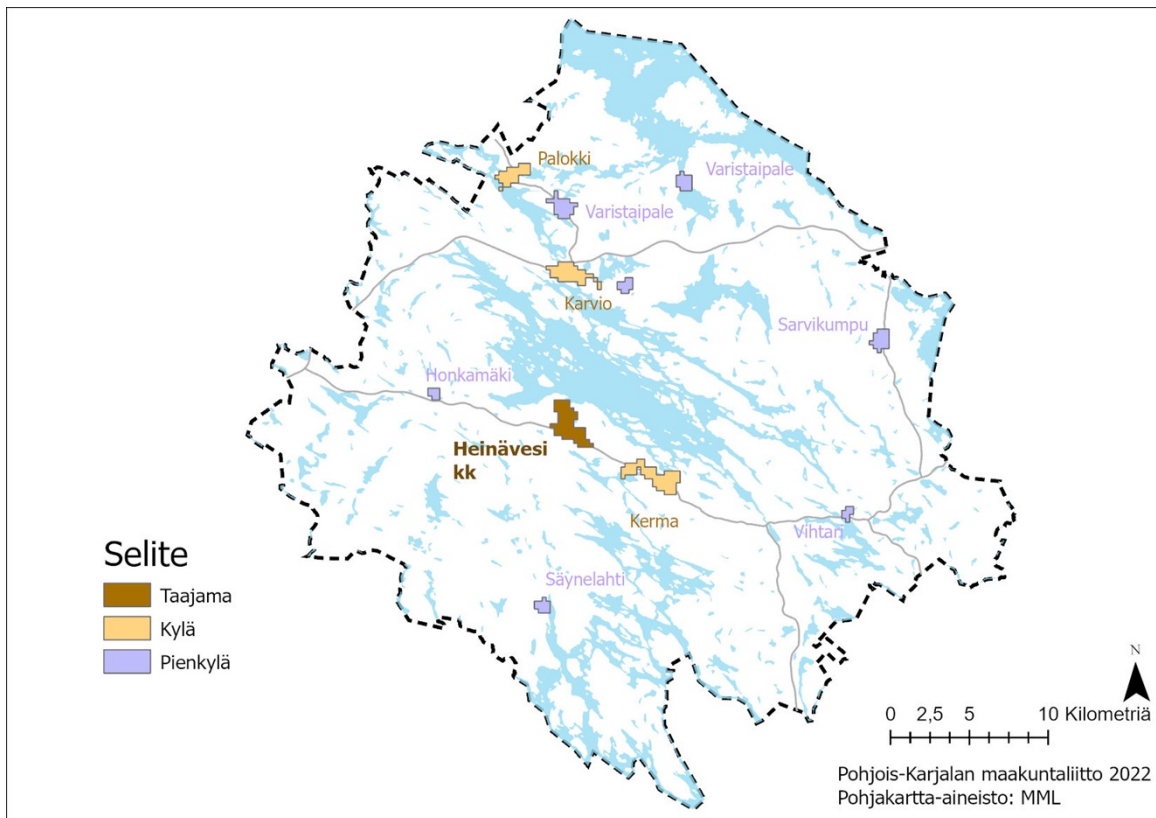 Palokki
Varistaipale
Varistaipale
Karvio
Sarvikumpu
Honkamäki
Heinävesi
kk
Kerma
Vihtari
Säynelahti
Selite
Taajama
Kylä
Pienkylä
N
0 2,5 5 10 Kilometriä
Pohjois-Karjalan maakuntaliitto 2022
Pohjakartta-aineisto: MML